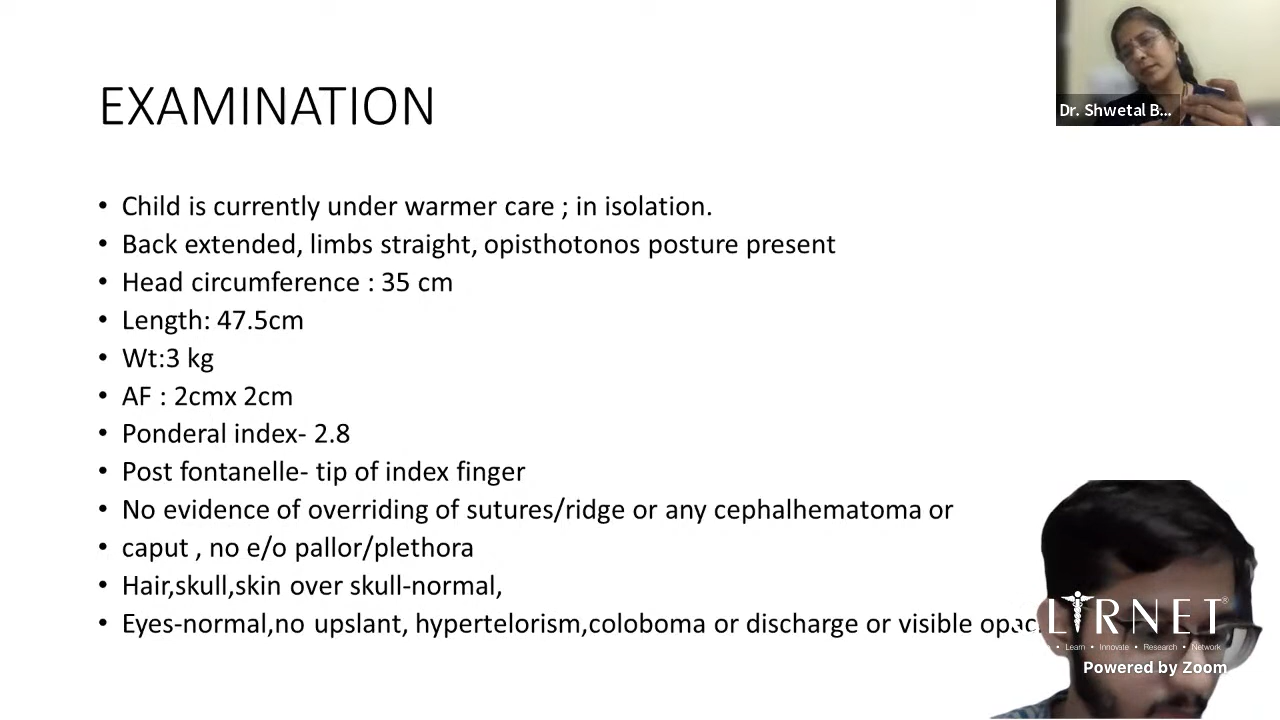 Dr. Shwetal B...
EXAMINATION
• Child is currently under warmer care ; in isolation.
• Back extended, limbs straight, opisthotonos posture present
• Head circumference : 35 cm
• Length: 47.5cm
• Wt:3 kg
• AF : 2cmx 2cm
• Ponderal index- 2.8
• Post fontanelle- tip of index finger
• No evidence of overriding of sutures/ridge or any cephalhematoma or
• caput , no e/o pallor/plethora
• Hair,skull,skin over skull-normal,
• Eyes-normal,no upslant, hypertelorism,coloboma or discharge or visible
• Learn • Innovate • Research • Network
Powered by Zoom